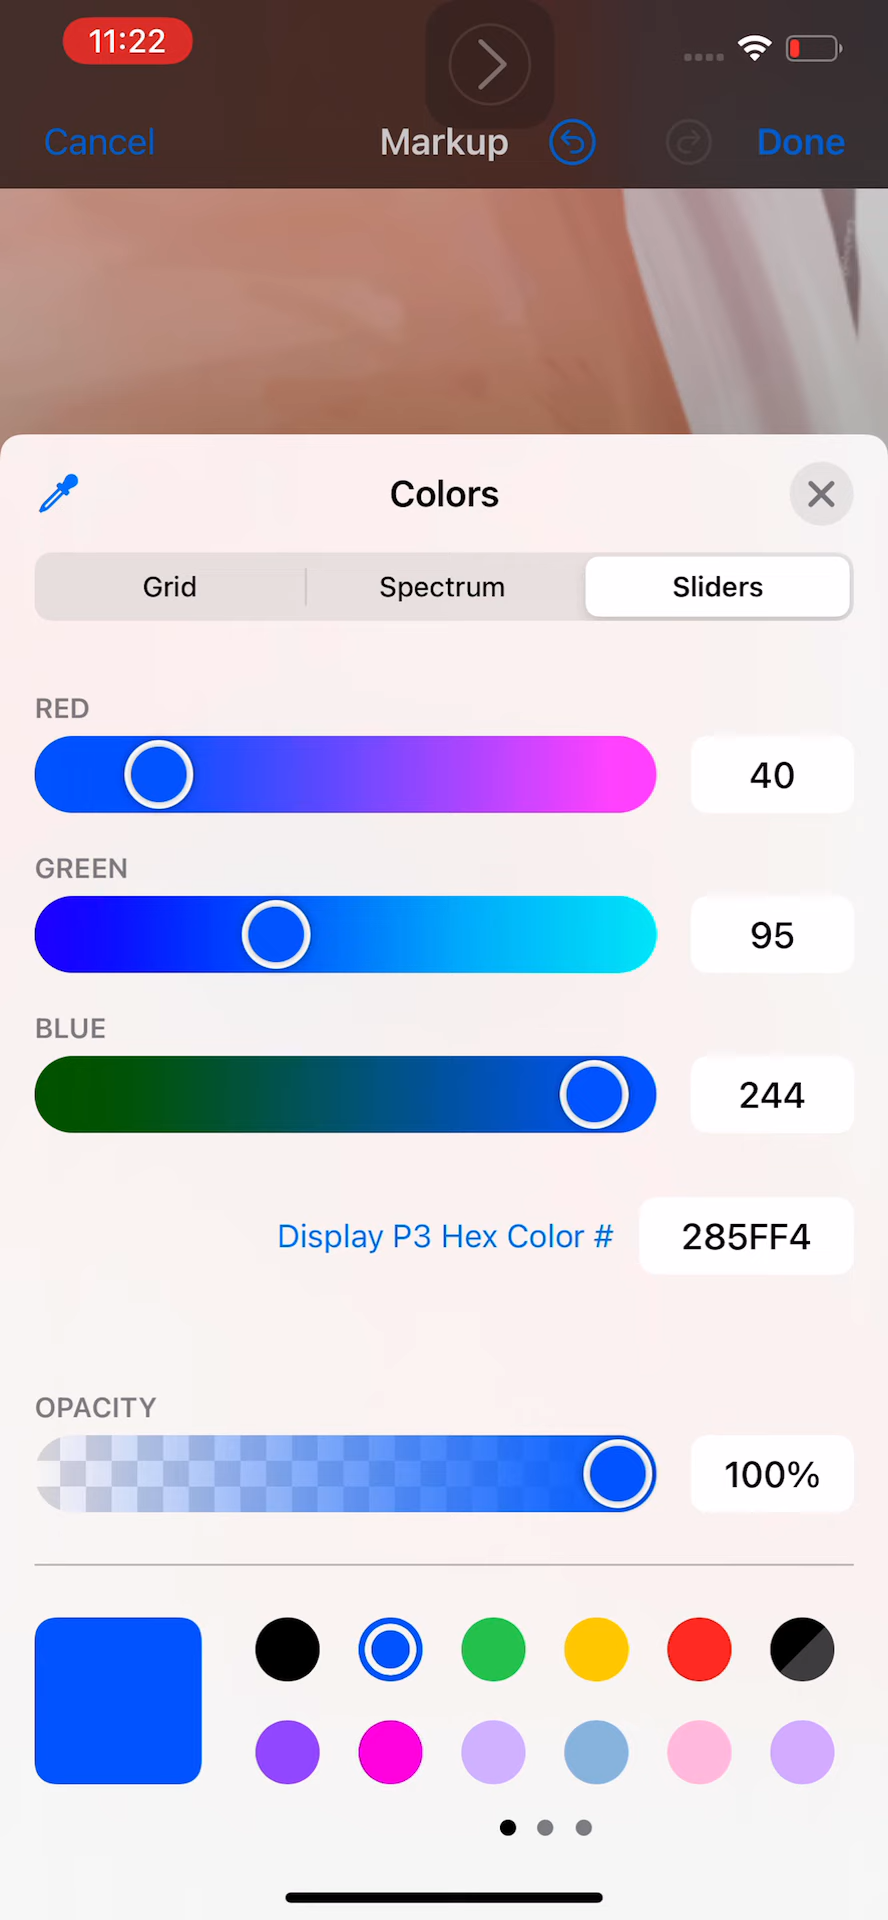 11:22
Cancel
Markup
Done
Colors
Grid
Spectrum
Sliders
RED
40
GREEN
95
BLUE
244
Display P3 Hex Color #
285FF4
OPACITY
100%